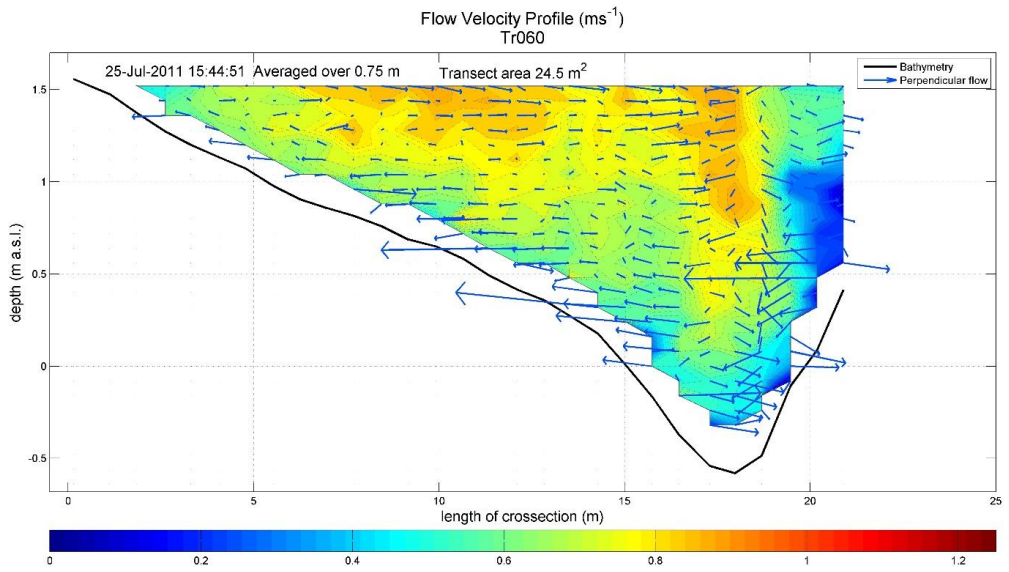 Flow Velocity Profile (ms⁻¹)
Tr060
25-Jul-2011 15:44:51 Averaged over 0.75 m Transect area 24.5 m²
Bathymetry
Perpendicular flow
1.5
1
0.5
0
-0.5
depth (m a.s.l.)
0 5 10 15 20 25
length of crossection (m)
0 0.2 0.4 0.6 0.8 1 1.2